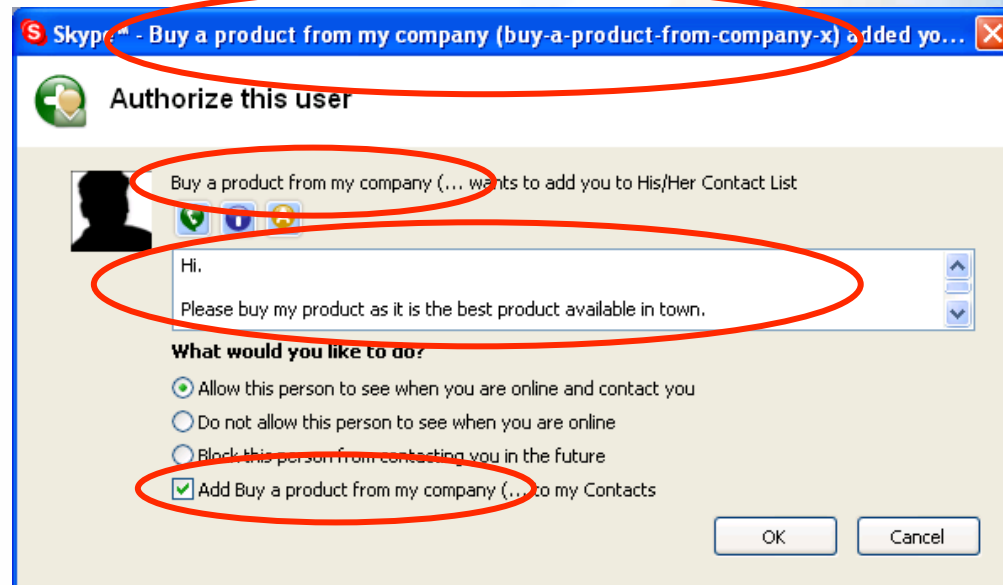 Skype™ - Buy a product from my company (buy-a-product-from-company-x) added yo...
Authorize this user
Buy a product from my company (... wants to add you to His/Her Contact List
Hi.
Please buy my product as it is the best product available in town.
What would you like to do?
Allow this person to see when you are online and contact you
Do not allow this person to see when you are online
Block this person from contacting you in the future
Add Buy a product from my company (... to my Contacts
OK
Cancel